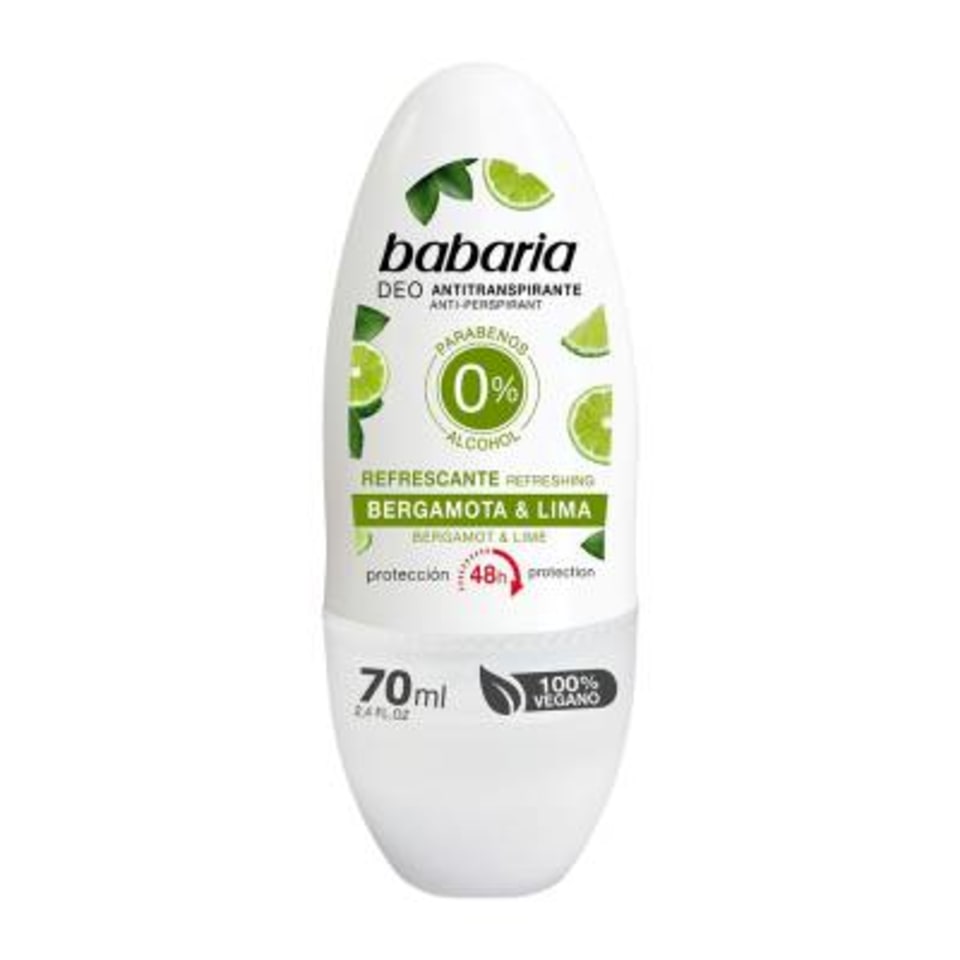 babaria
DEO ANTITRANSPIRANTE
ANTI-PERSPIRANT
PARABENOS
0%
ALCOHOL
REFRESCANTE REFRESHING
BERGAMOTA & LIMA
BERGAMOT & LIME
protección 48h protection
70ml
2,4 FL.OZ
100%
VEGANO